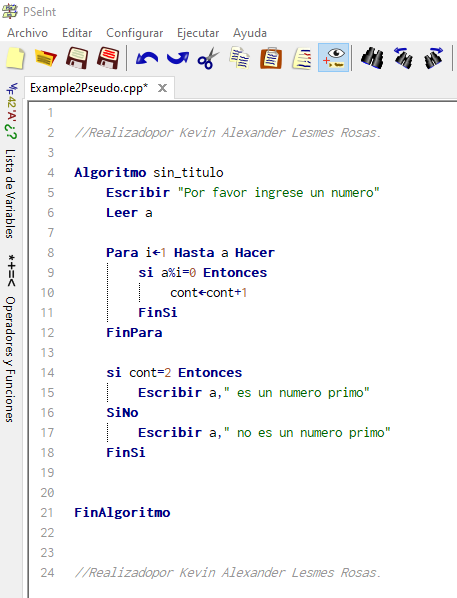 PSeInt
Archivo Editar Configurar Ejecutar Ayuda
Example2Pseudo.cpp* ×
1
2 //Realizadopor Kevin Alexander Lesmes Rosas.
3
4 Algoritmo sin_titulo
5 Escribir "Por favor ingrese un numero"
6 Leer a
7
8 Para i←1 Hasta a Hacer
9 si a%i=0 Entonces
10 cont←cont+1
11 FinSi
12 FinPara
13
14 si cont=2 Entonces
15 Escribir a," es un numero primo"
16 SiNo
17 Escribir a," no es un numero primo"
18 FinSi
19
20
21 FinAlgoritmo
22
23
24 //Realizadopor Kevin Alexander Lesmes Rosas.
42 'A' ¿? Lista de Variables
*+=< Operadores y Funciones